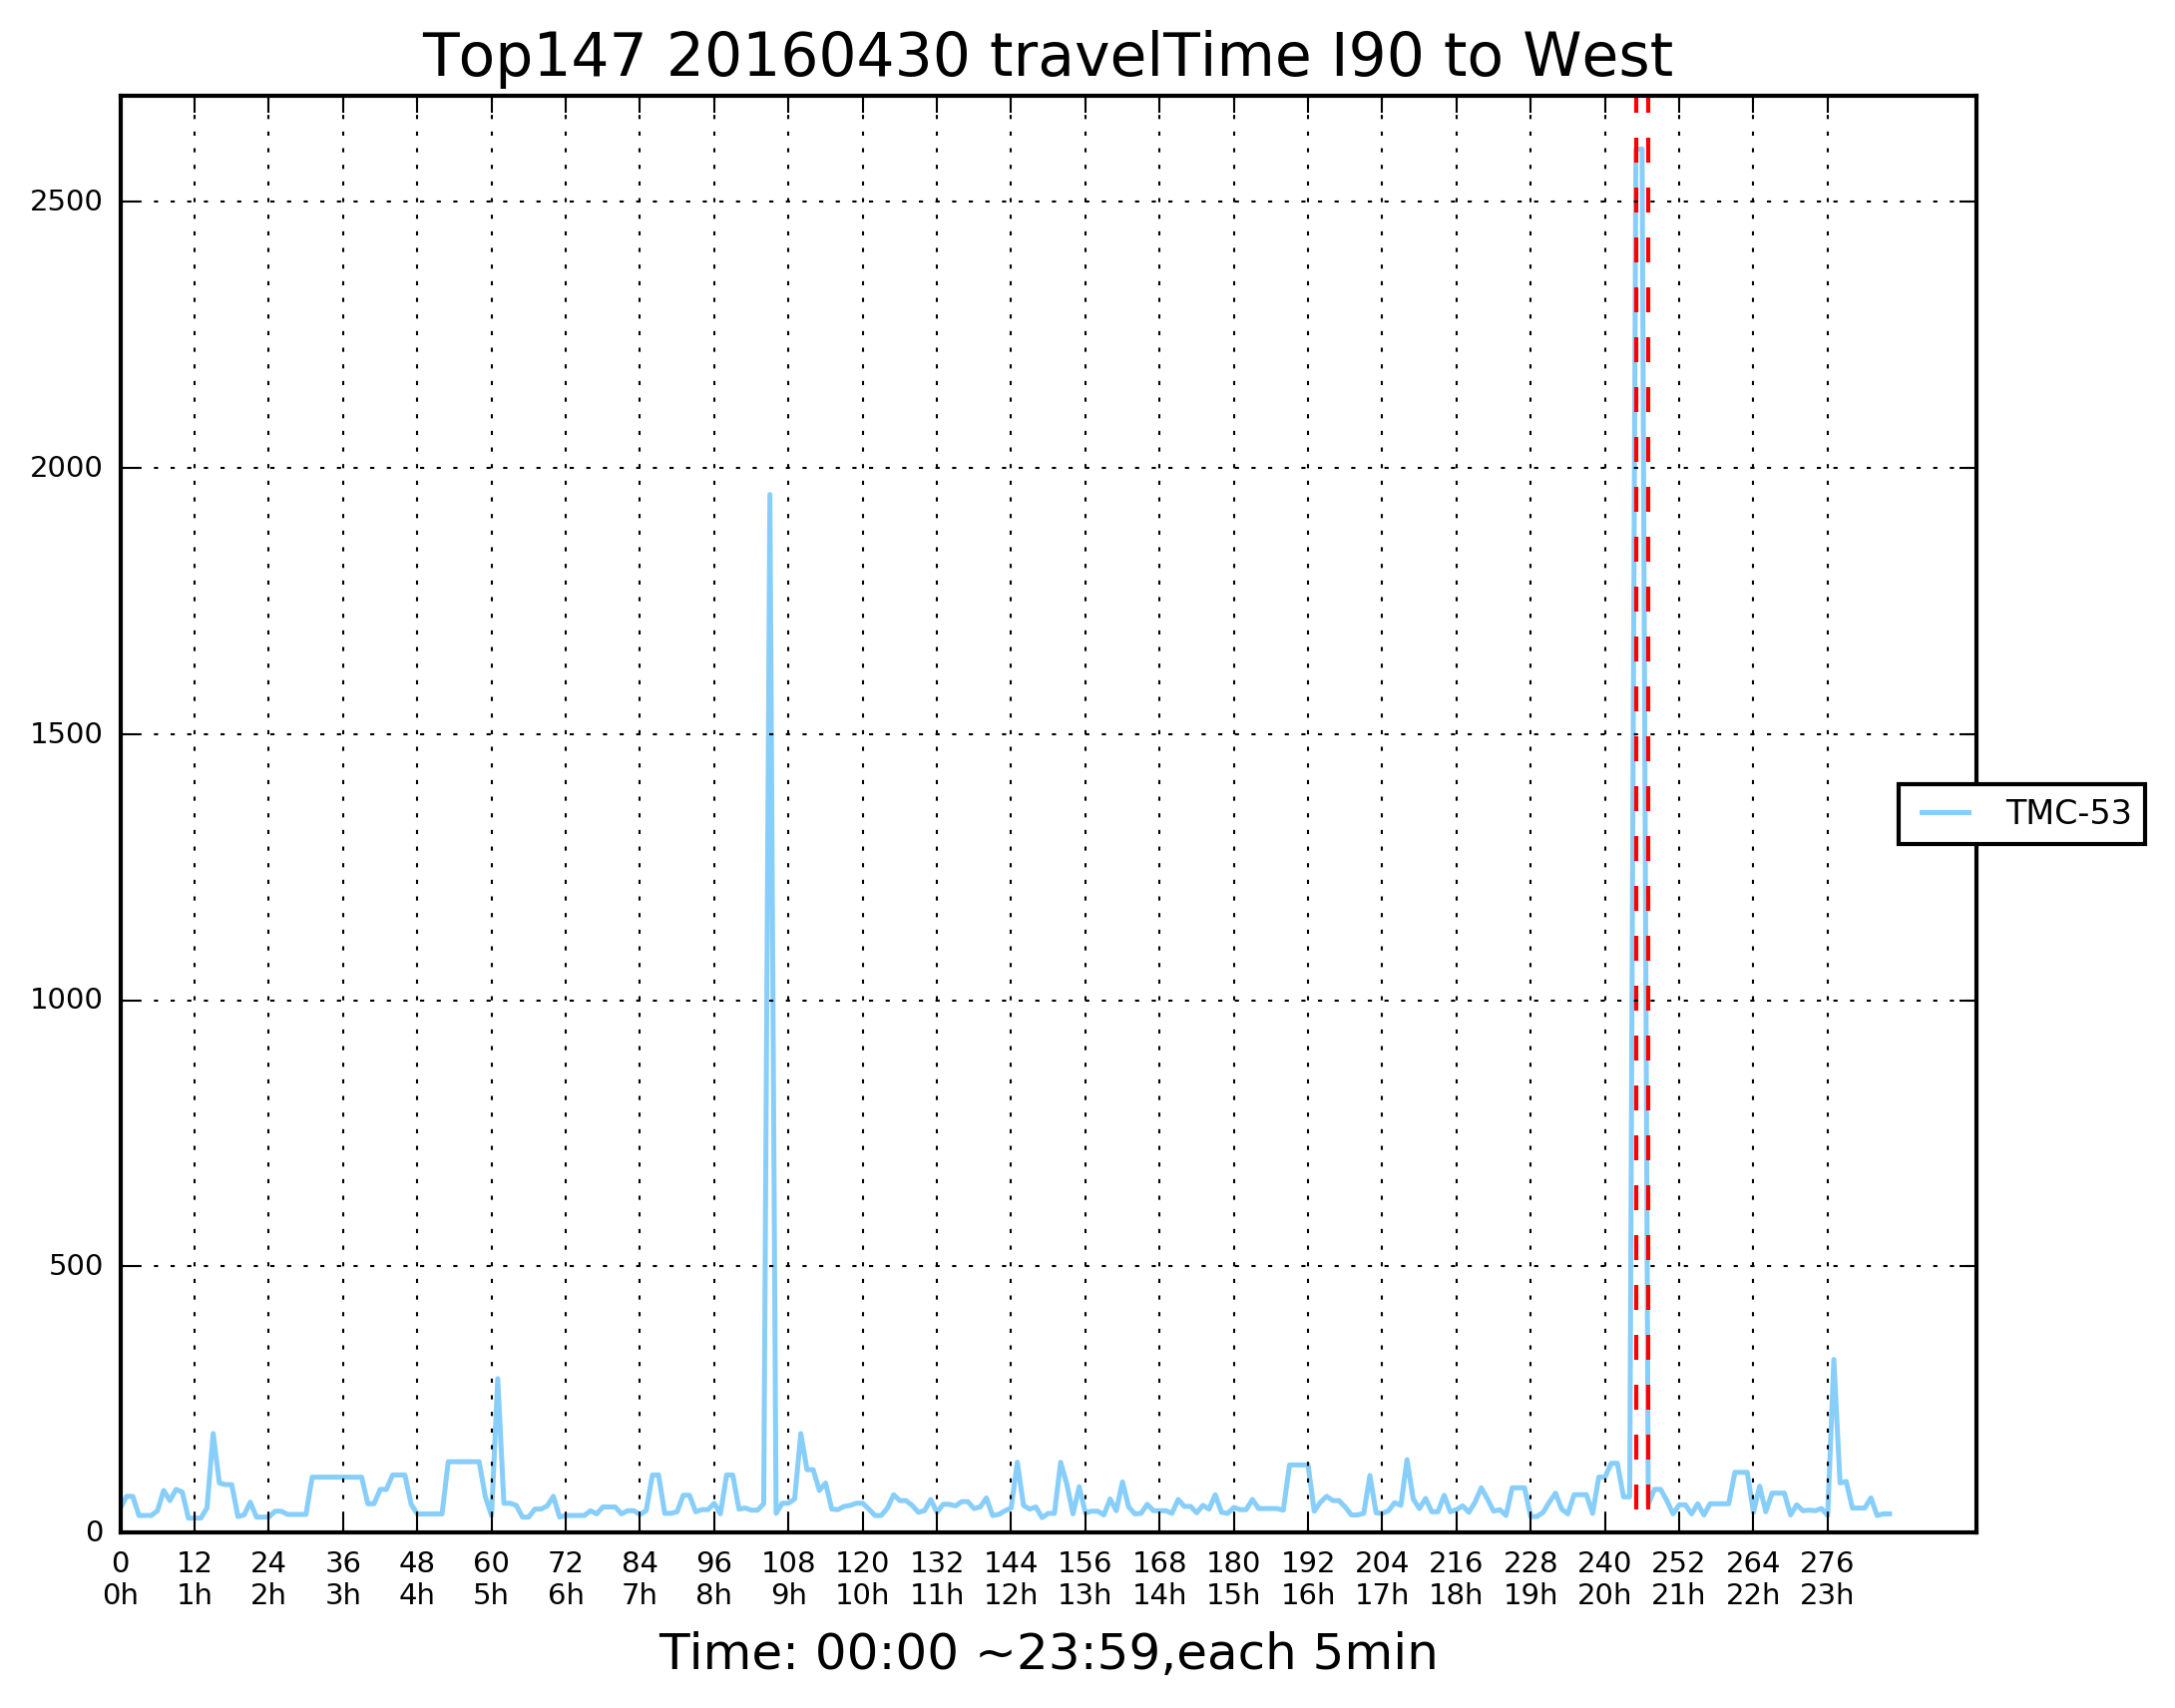 Top147 20160430 travelTime I90 to West
2500
2000
1500
1000
500
0
TMC-53
0 12 24 36 48 60 72 84 96 108 120 132 144 156 168 180 192 204 216 228 240 252 264 276
0h 1h 2h 3h 4h 5h 6h 7h 8h 9h 10h 11h 12h 13h 14h 15h 16h 17h 18h 19h 20h 21h 22h 23h
Time: 00:00 ~23:59,each 5min